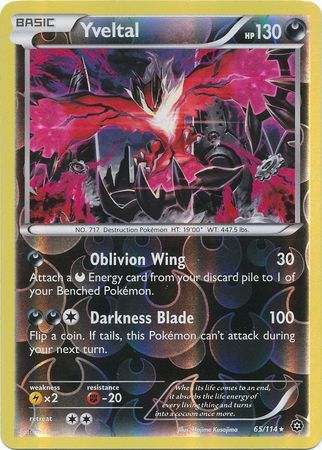 BASIC
Yveltal HP130
NO. 717 Destruction Pokémon HT: 19'00" WT: 447.5 lbs.
Oblivion Wing 30
Attach a Energy card from your discard pile to 1 of
your Benched Pokémon.
Darkness Blade 100
Flip a coin. If tails, this Pokémon can't attack during
your next turn.
weakness resistance
×2 -20
retreat
When its life comes to an end,
it absorbs the life energy of
every living thing and turns
into a cocoon once more.
Illus. Hajime Kusajima
65/114★